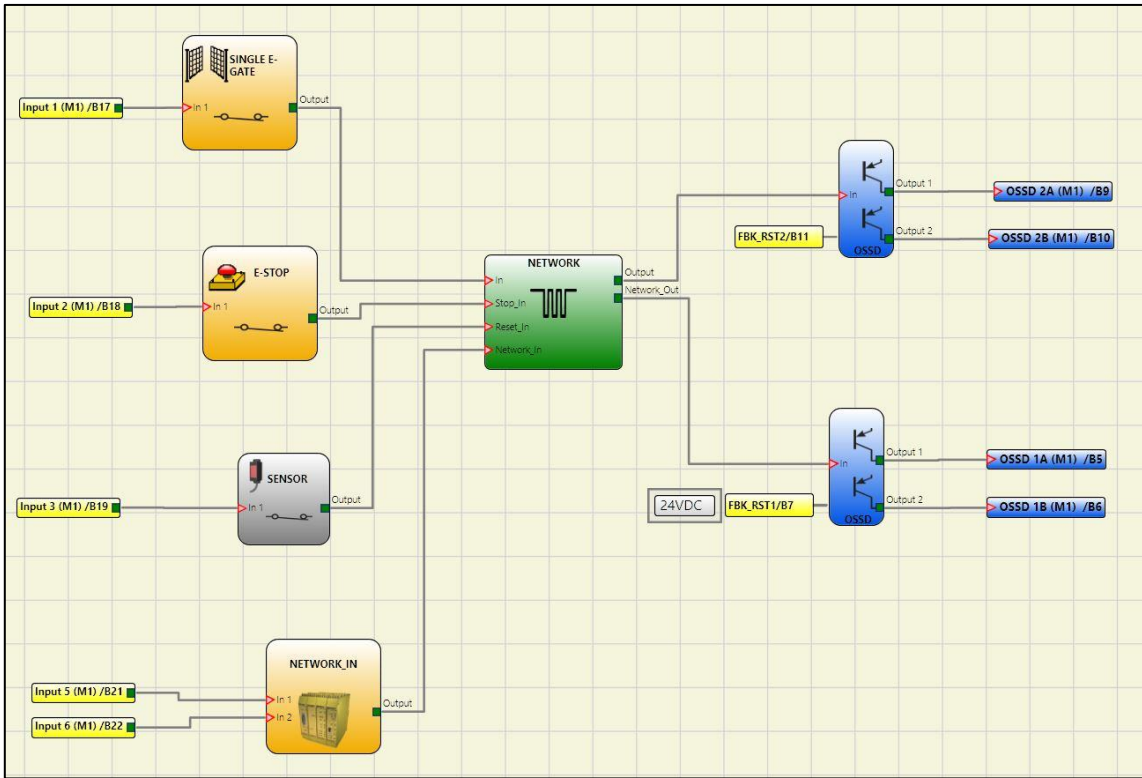 SINGLE E-
GATE
Input 1 (M1) /B17
In 1
Output
E-STOP
Input 2 (M1) /B18
In 1
Output
SENSOR
Input 3 (M1) /B19
In 1
Output
NETWORK_IN
Input 5 (M1) /B21
In 1
Input 6 (M1) /B22
In 2
Output
NETWORK
In
Stop_In
Reset_In
Network_In
Output
Network_Out
In
Output 1
OSSD 2A (M1) /B9
FBK_RST2/B11
Output 2
OSSD 2B (M1) /B10
OSSD
In
Output 1
OSSD 1A (M1) /B5
24VDC
FBK_RST1/B7
Output 2
OSSD 1B (M1) /B6
OSSD